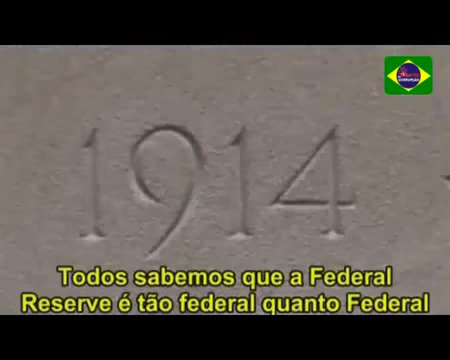 1914
Todos sabemos que a Federal
Reserve é tão federal quanto Federal